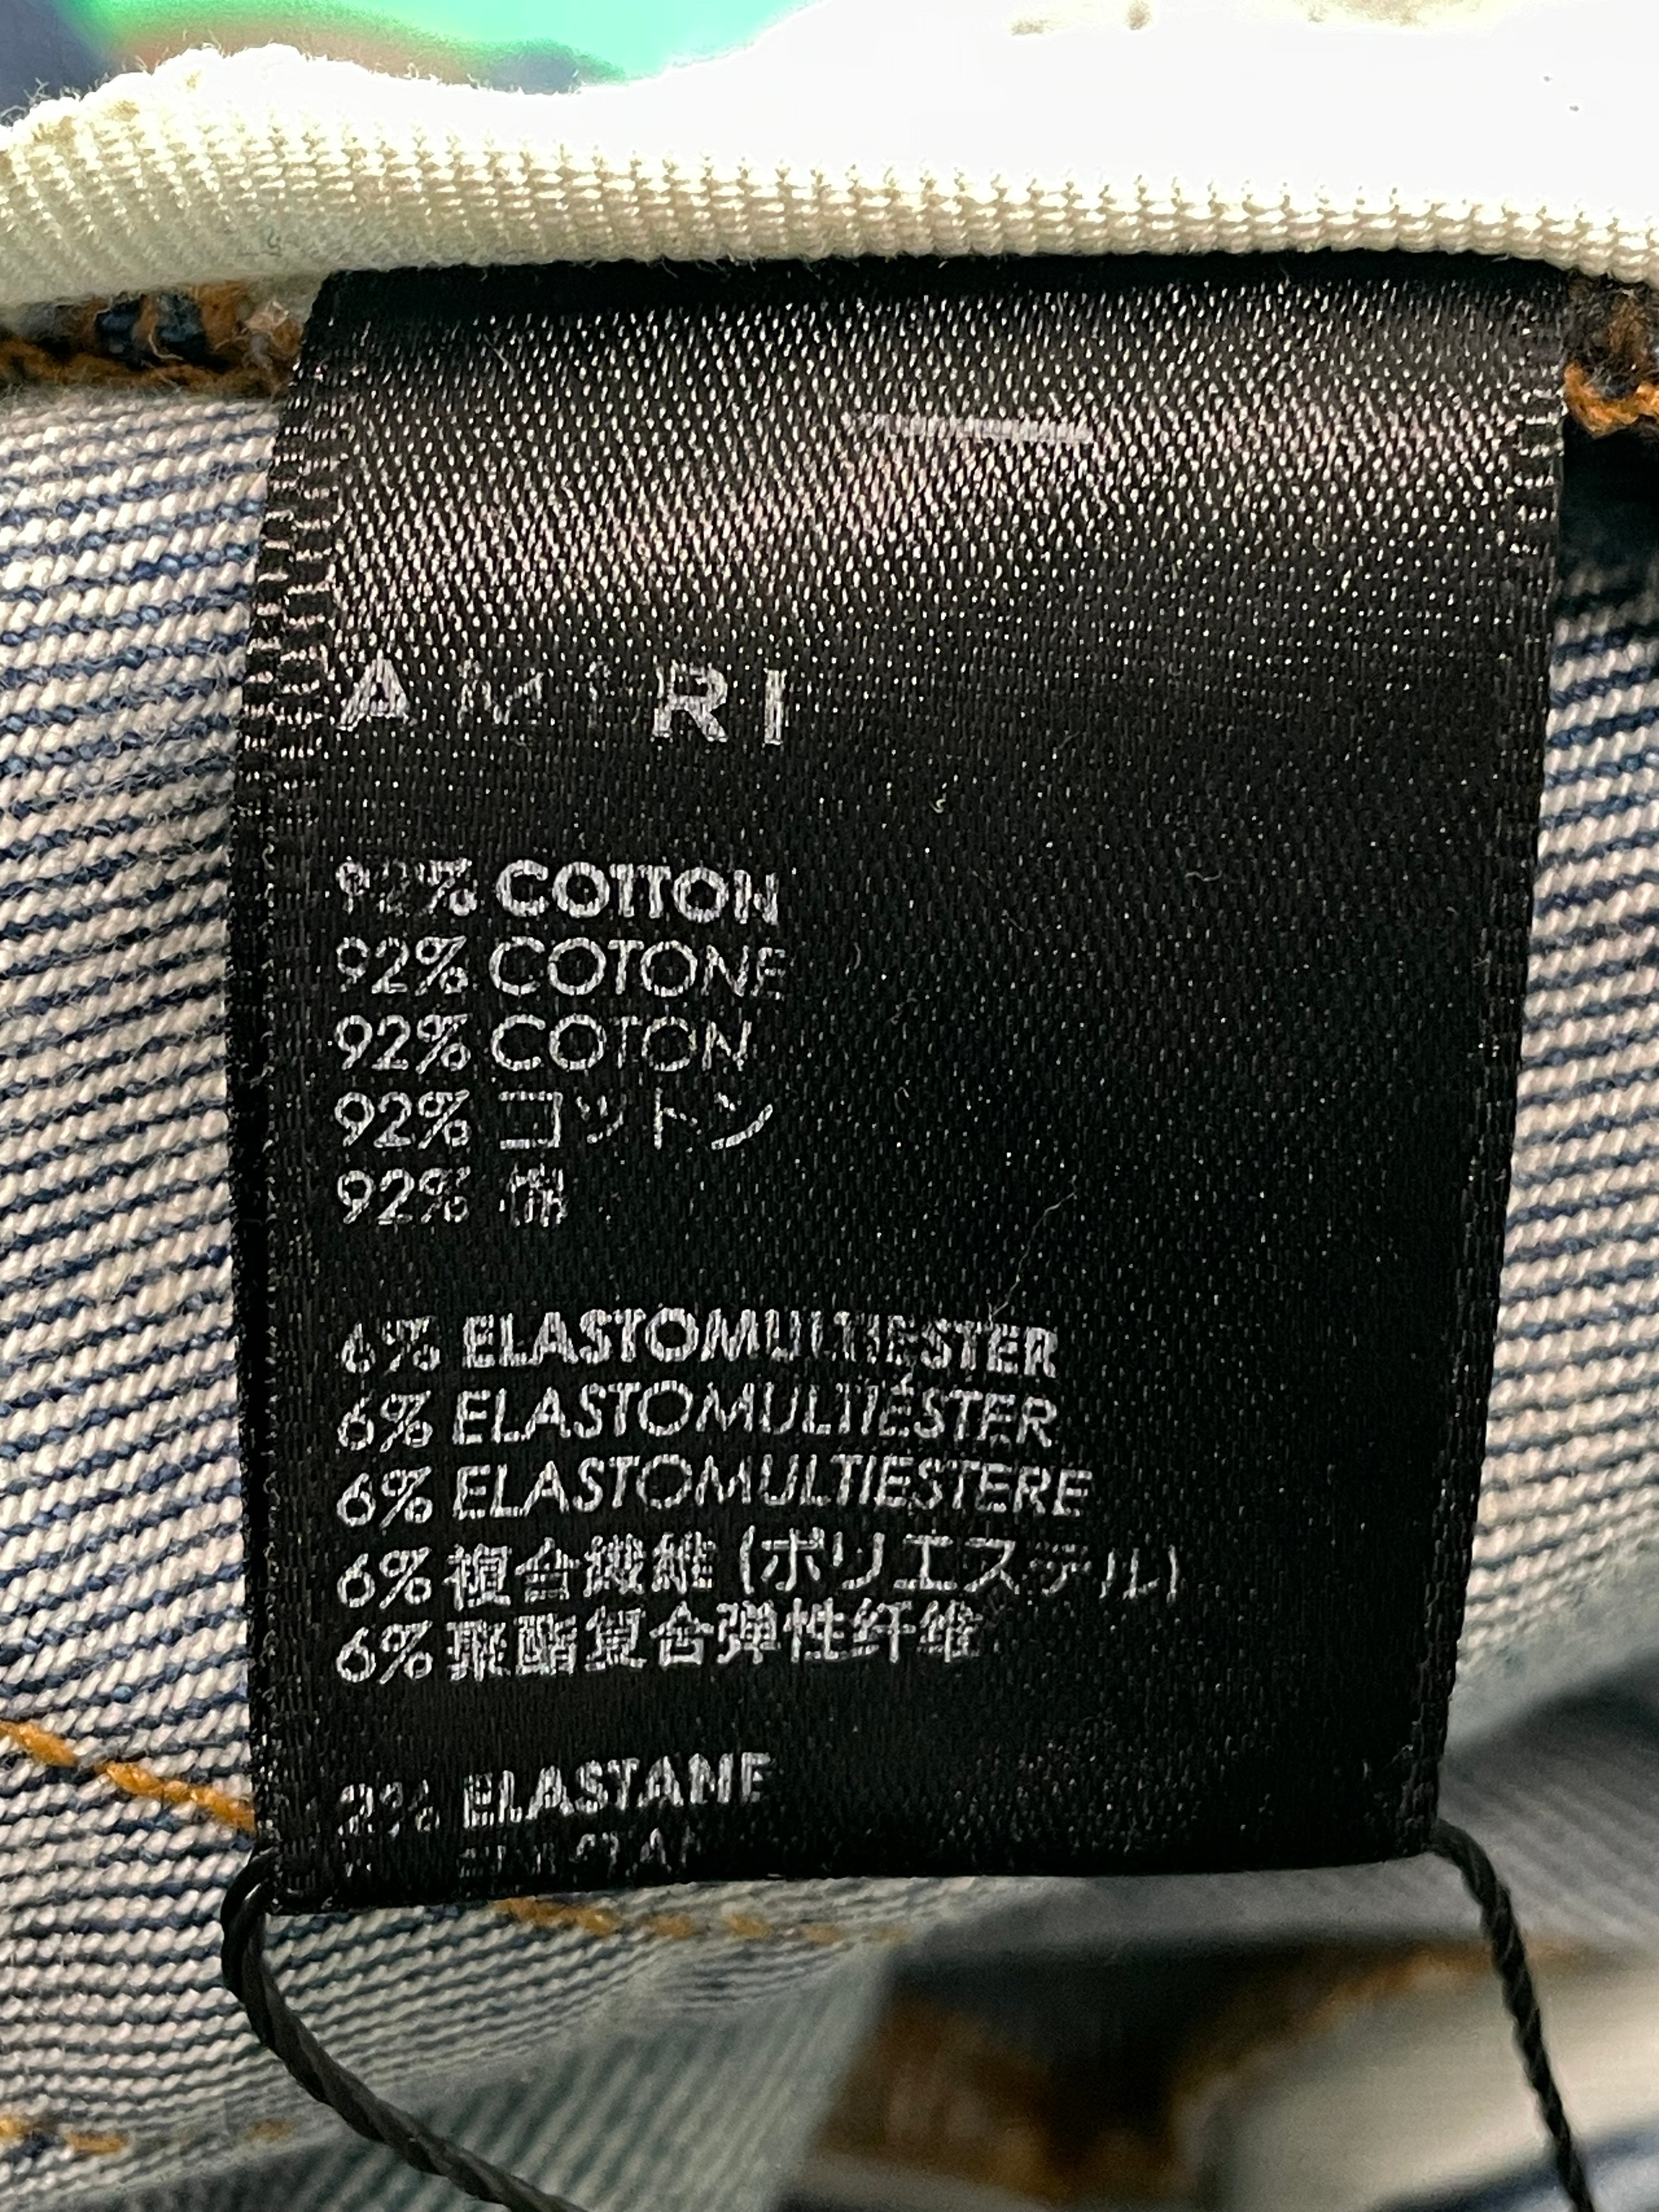 AMIRI
92% COTTON
92% COTONE
92% COTON
92% コットン
92% 棉
6% ELASTOMULTIESTER
6% ELASTOMULTIÉSTER
6% ELASTOMULTIESTERE
6% 複合繊維 (ポリエステル)
6% 聚酯复合弹性纤维
2% ELASTANE